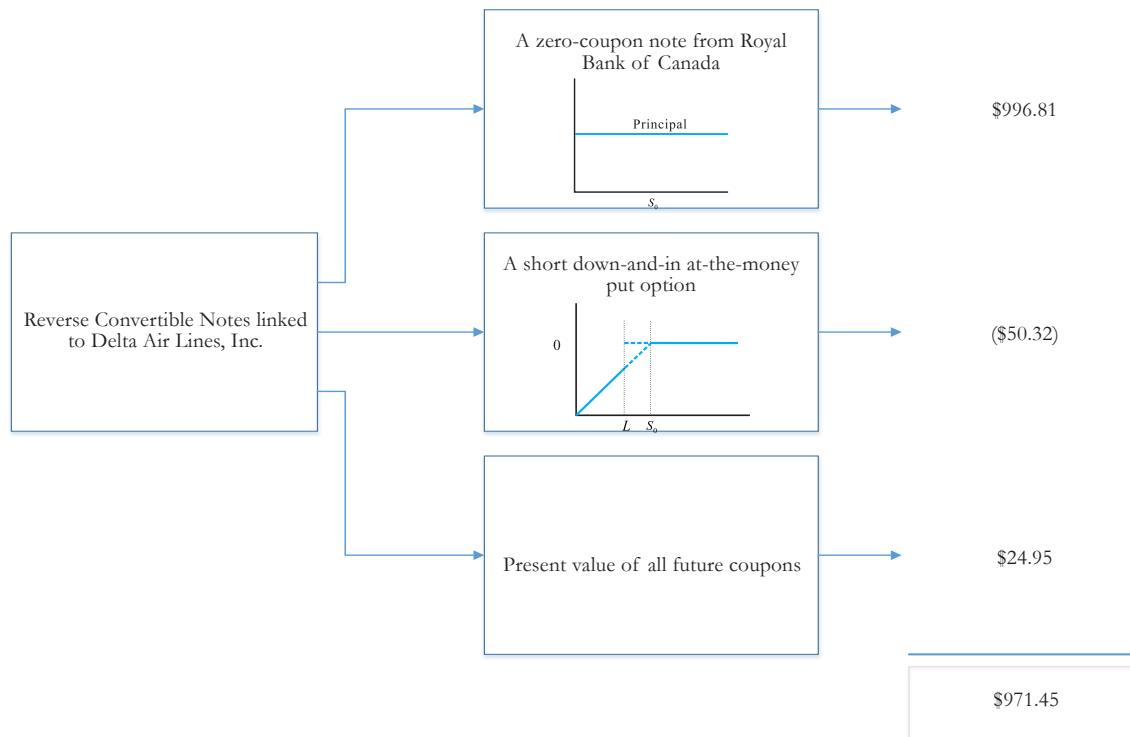 A zero-coupon note from Royal
Bank of Canada
Principal
S₀
$996.81
Reverse Convertible Notes linked
to Delta Air Lines, Inc.
A short down-and-in at-the-money
put option
0
L S₀
($50.32)
Present value of all future coupons
$24.95
$971.45